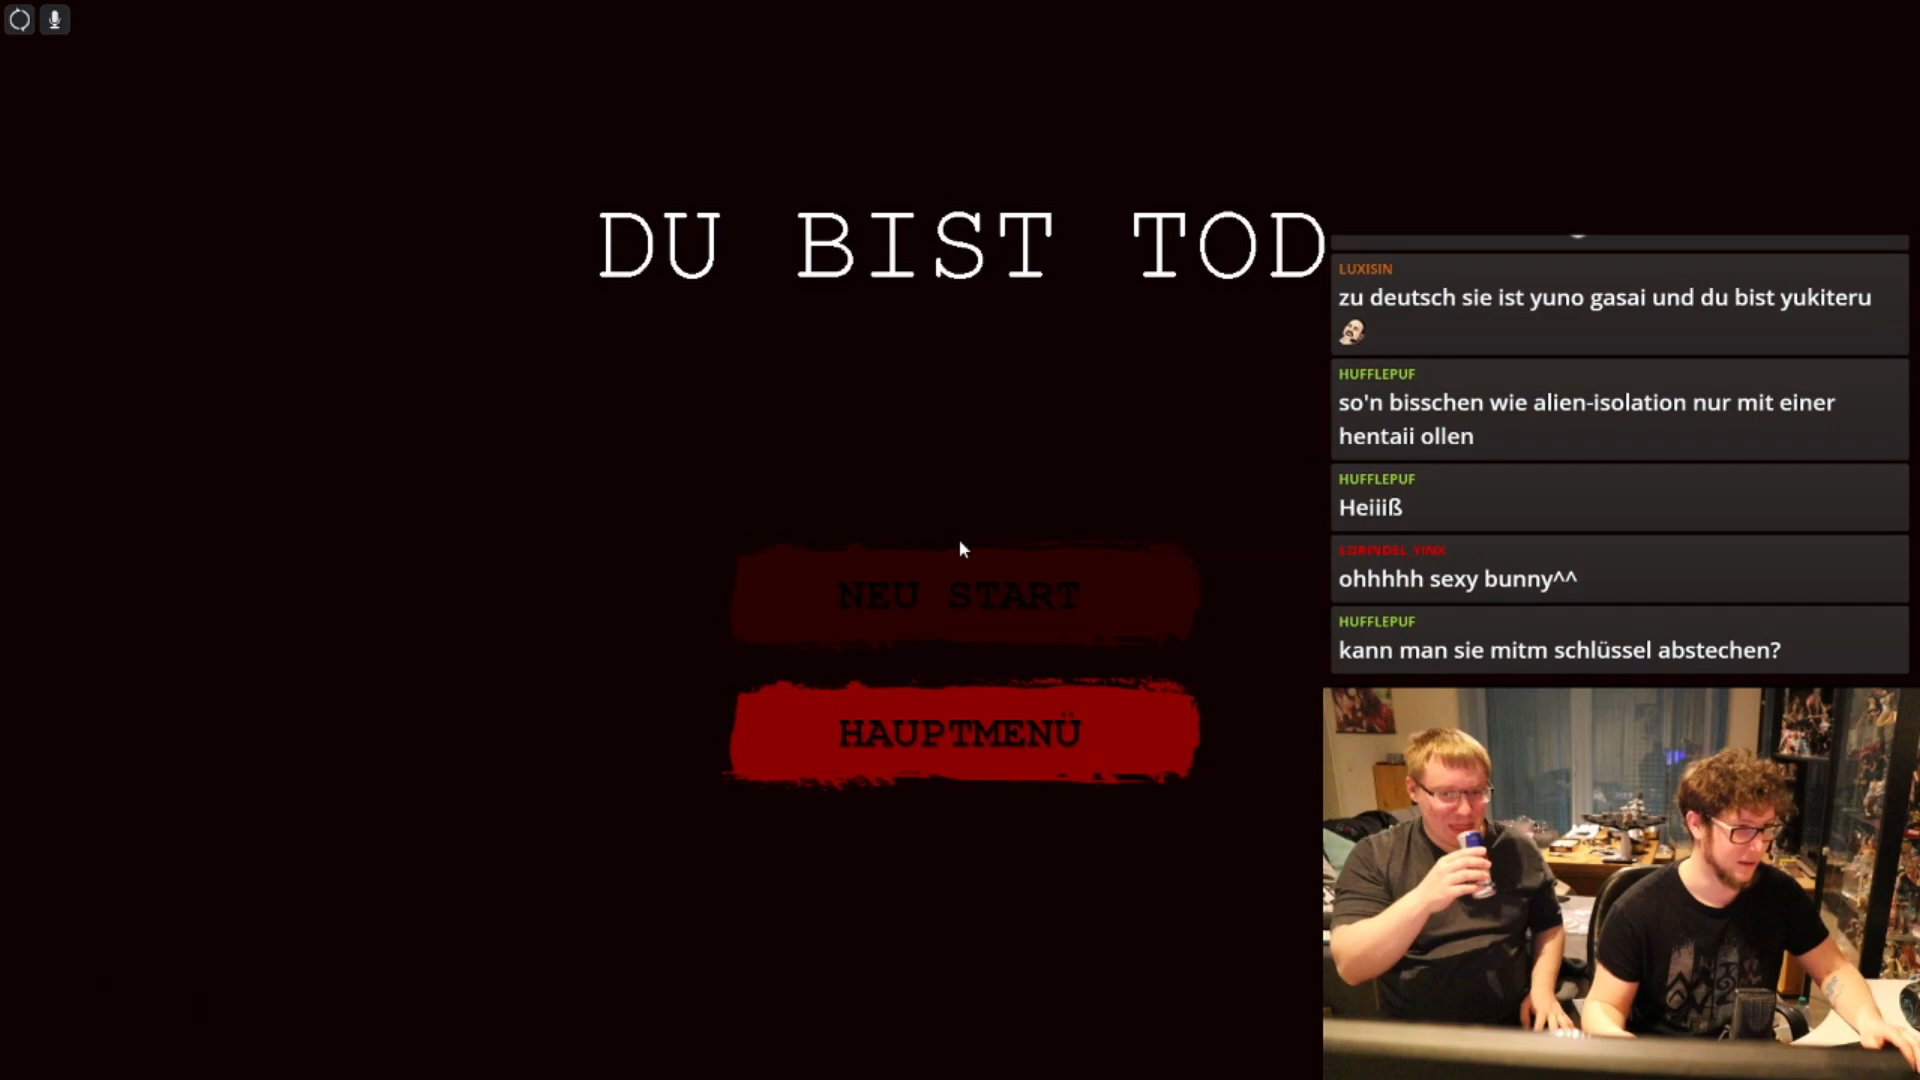 DU BIST TOD
NEU START
HAUPTMENÜ
LUXISIN
zu deutsch sie ist yuno gasai und du bist yukiteru
HUFFLEPUF
so'n bisschen wie alien-isolation nur mit einer
hentaii ollen
HUFFLEPUF
Heiiiß
LORINDEL_YINX
ohhhhh sexy bunny^^
HUFFLEPUF
kann man sie mitm schlüssel abstechen?